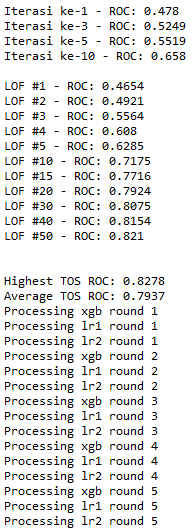 Iterasi ke-1 - ROC: 0.478
Iterasi ke-3 - ROC: 0.5249
Iterasi ke-5 - ROC: 0.5519
Iterasi ke-10 - ROC: 0.658
LOF #1 - ROC: 0.4654
LOF #2 - ROC: 0.4921
LOF #3 - ROC: 0.5564
LOF #4 - ROC: 0.608
LOF #5 - ROC: 0.6285
LOF #10 - ROC: 0.7175
LOF #15 - ROC: 0.7716
LOF #20 - ROC: 0.7924
LOF #30 - ROC: 0.8075
LOF #40 - ROC: 0.8154
LOF #50 - ROC: 0.821
Highest TOS ROC: 0.8278
Average TOS ROC: 0.7937
Processing xgb round 1
Processing lr1 round 1
Processing lr2 round 1
Processing xgb round 2
Processing lr1 round 2
Processing lr2 round 2
Processing xgb round 3
Processing lr1 round 3
Processing lr2 round 3
Processing xgb round 4
Processing lr1 round 4
Processing lr2 round 4
Processing xgb round 5
Processing lr1 round 5
Processing lr2 round 5